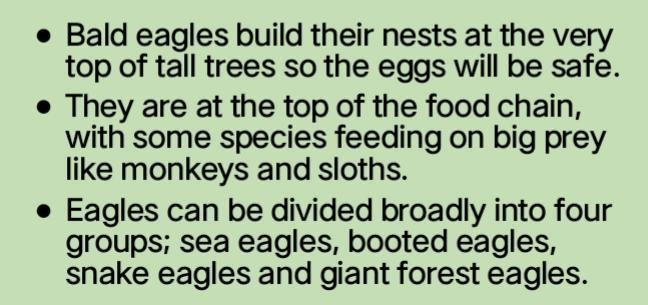 • Bald eagles build their nests at the very
top of tall trees so the eggs will be safe.
• They are at the top of the food chain,
with some species feeding on big prey
like monkeys and sloths.
• Eagles can be divided broadly into four
groups; sea eagles, booted eagles,
snake eagles and giant forest eagles.